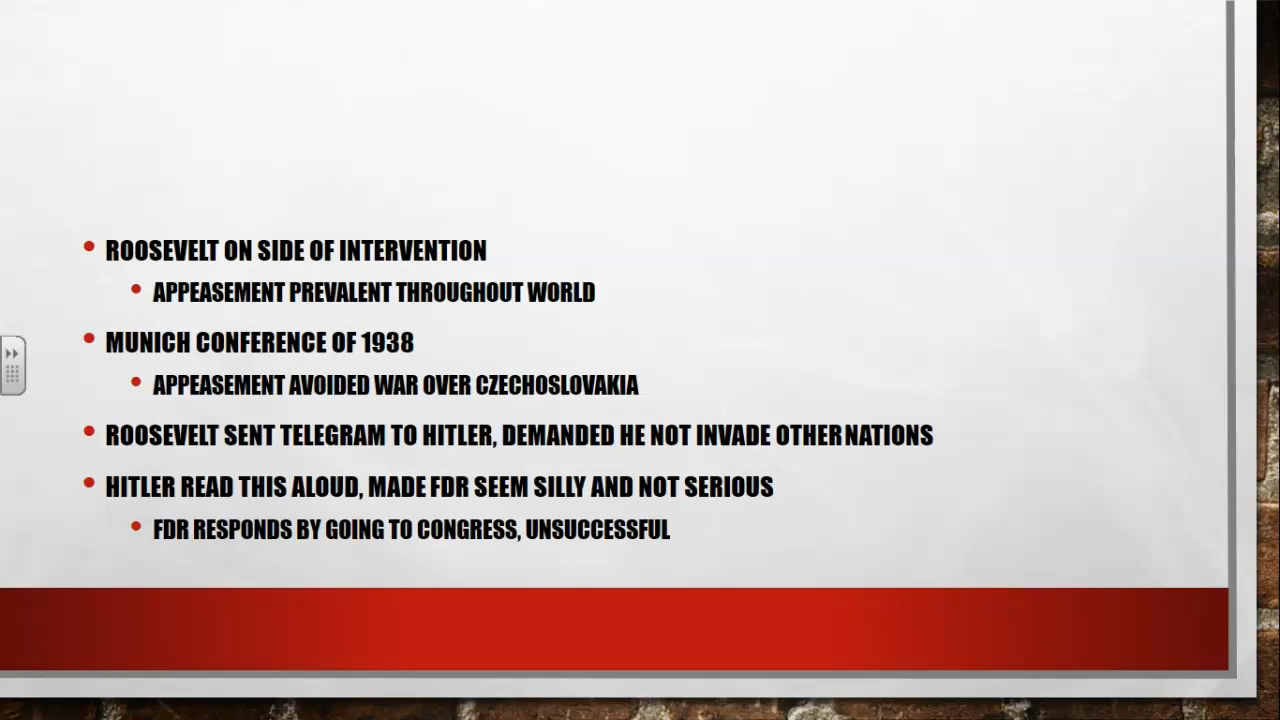 ROOSEVELT ON SIDE OF INTERVENTION
APPEASEMENT PREVALENT THROUGHOUT WORLD
MUNICH CONFERENCE OF 1938
APPEASEMENT AVOIDED WAR OVER CZECHOSLOVAKIA
ROOSEVELT SENT TELEGRAM TO HITLER, DEMANDED HE NOT INVADE OTHER NATIONS
HITLER READ THIS ALOUD, MADE FDR SEEM SILLY AND NOT SERIOUS
FDR RESPONDS BY GOING TO CONGRESS, UNSUCCESSFUL